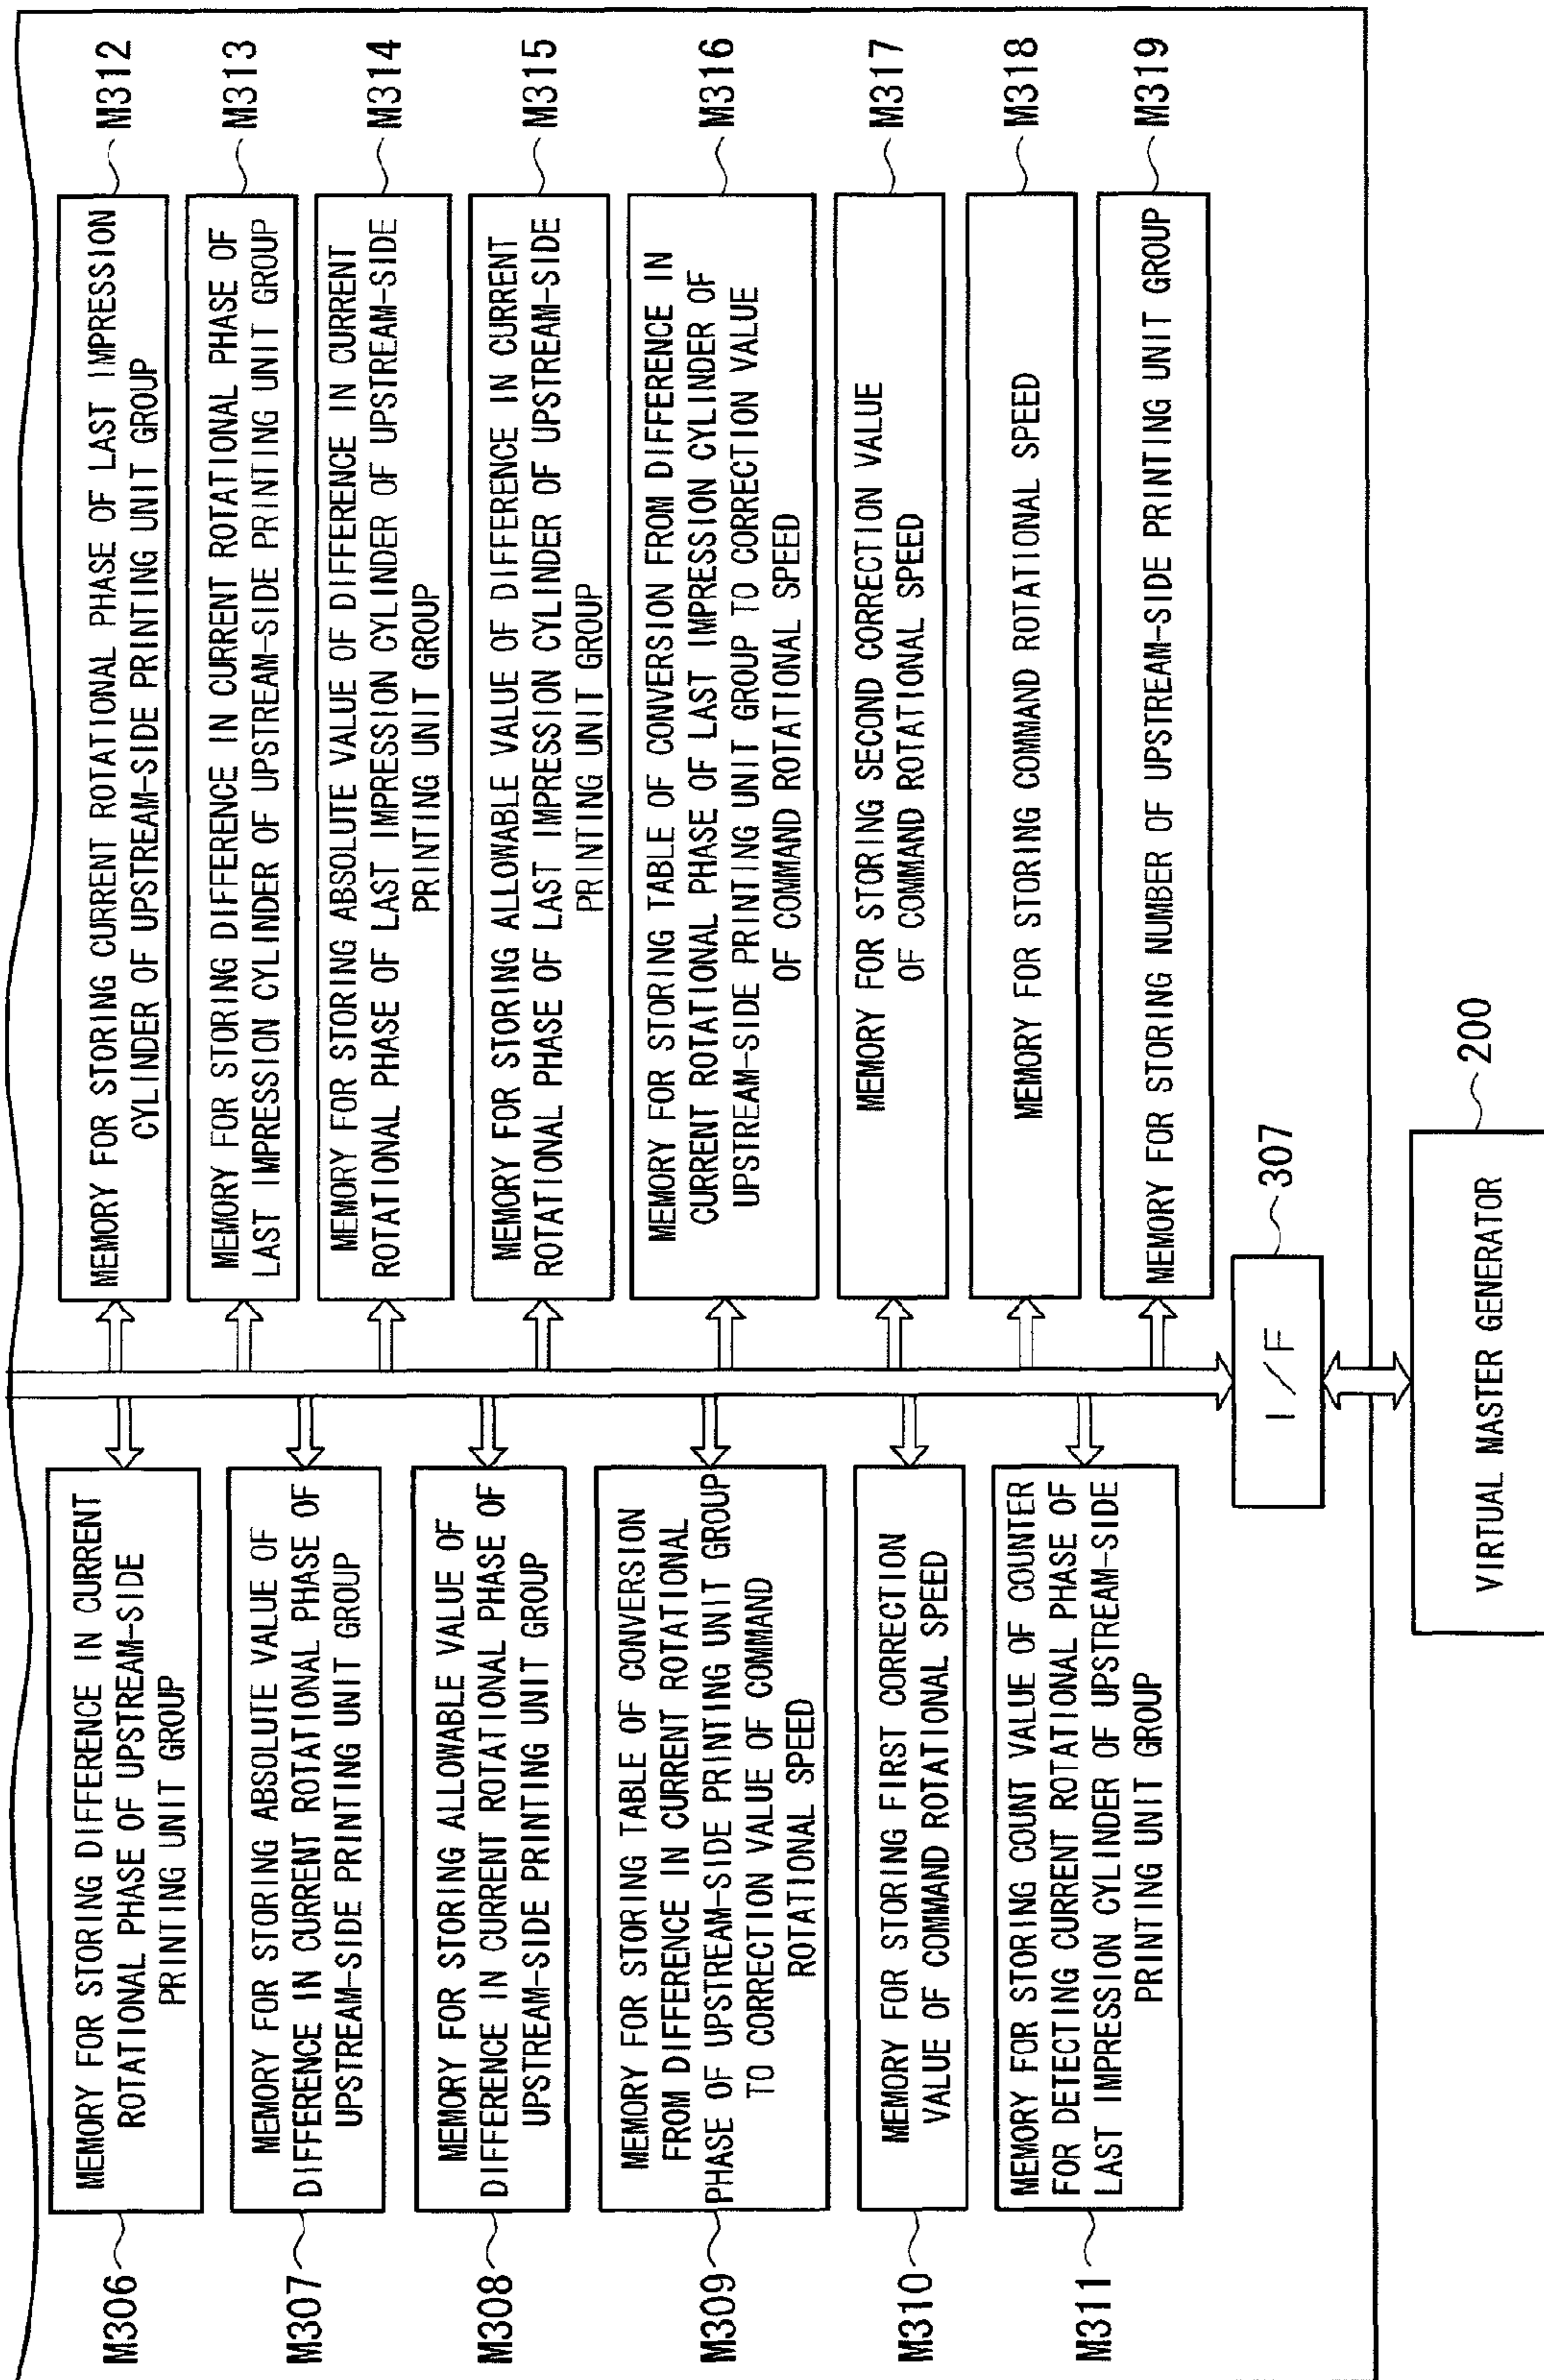 M306
MEMORY FOR STORING DIFFERENCE IN CURRENT
ROTATIONAL PHASE OF UPSTREAM-SIDE
PRINTING UNIT GROUP
M307
MEMORY FOR STORING ABSOLUTE VALUE OF
DIFFERENCE IN CURRENT ROTATIONAL PHASE OF
UPSTREAM-SIDE PRINTING UNIT GROUP
M308
MEMORY FOR STORING ALLOWABLE VALUE OF
DIFFERENCE IN CURRENT ROTATIONAL PHASE OF
UPSTREAM-SIDE PRINTING UNIT GROUP
M309
MEMORY FOR STORING TABLE OF CONVERSION
FROM DIFFERENCE IN CURRENT ROTATIONAL
PHASE OF UPSTREAM-SIDE PRINTING UNIT GROUP
TO CORRECTION VALUE OF COMMAND
ROTATIONAL SPEED
M310
MEMORY FOR STORING FIRST CORRECTION
VALUE OF COMMAND ROTATIONAL SPEED
M311
MEMORY FOR STORING COUNT VALUE OF COUNTER
FOR DETECTING CURRENT ROTATIONAL PHASE OF
LAST IMPRESSION CYLINDER OF UPSTREAM-SIDE
PRINTING UNIT GROUP
MEMORY FOR STORING CURRENT ROTATIONAL PHASE OF LAST IMPRESSION
CYLINDER OF UPSTREAM-SIDE PRINTING UNIT GROUP
M312
MEMORY FOR STORING DIFFERENCE IN CURRENT ROTATIONAL PHASE OF
LAST IMPRESSION CYLINDER OF UPSTREAM-SIDE PRINTING UNIT GROUP
M313
MEMORY FOR STORING ABSOLUTE VALUE OF DIFFERENCE IN CURRENT
ROTATIONAL PHASE OF LAST IMPRESSION CYLINDER OF UPSTREAM-SIDE
PRINTING UNIT GROUP
M314
MEMORY FOR STORING ALLOWABLE VALUE OF DIFFERENCE IN CURRENT
ROTATIONAL PHASE OF LAST IMPRESSION CYLINDER OF UPSTREAM-SIDE
PRINTING UNIT GROUP
M315
MEMORY FOR STORING TABLE OF CONVERSION FROM DIFFERENCE IN
CURRENT ROTATIONAL PHASE OF LAST IMPRESSION CYLINDER OF
UPSTREAM-SIDE PRINTING UNIT GROUP TO CORRECTION VALUE
OF COMMAND ROTATIONAL SPEED
M316
MEMORY FOR STORING SECOND CORRECTION VALUE
OF COMMAND ROTATIONAL SPEED
M317
MEMORY FOR STORING COMMAND ROTATIONAL SPEED
M318
MEMORY FOR STORING NUMBER OF UPSTREAM-SIDE PRINTING UNIT GROUP
M319
I/F
307
VIRTUAL MASTER GENERATOR
200